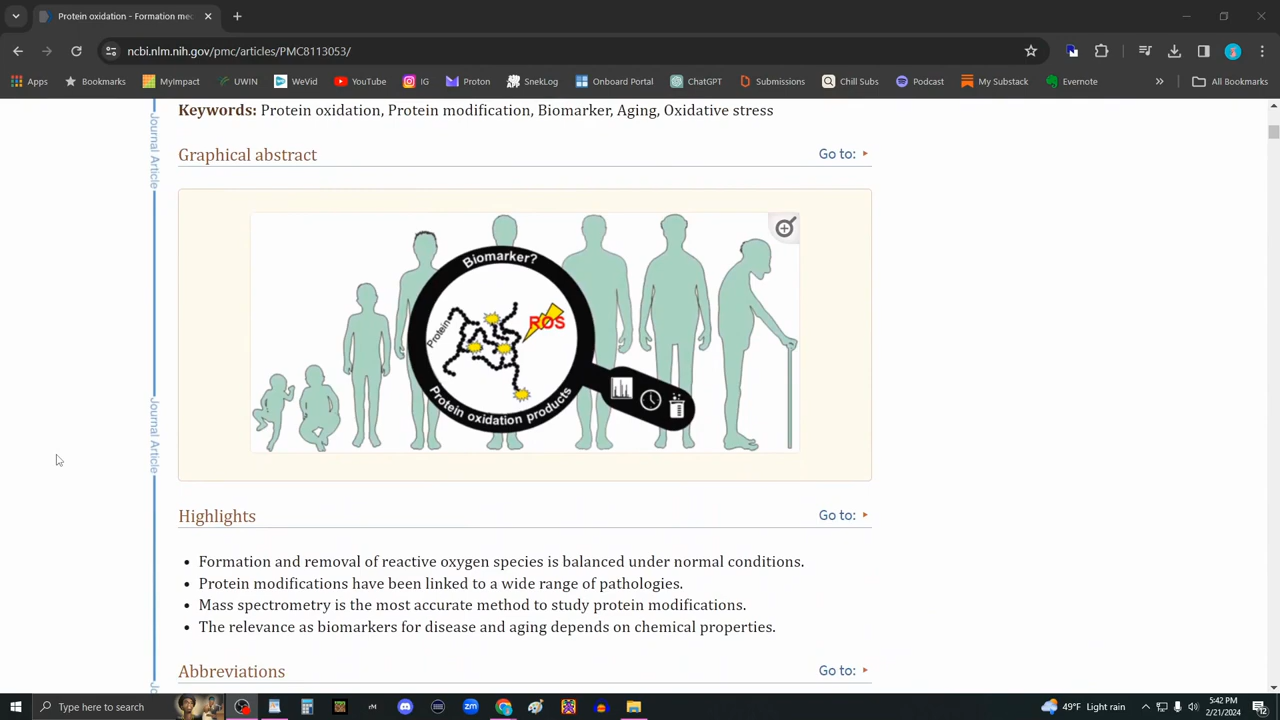 Protein oxidation - Formation me
ncbi.nlm.nih.gov/pmc/articles/PMC8113053/
Apps Bookmarks MyImpact UWIN WeVid YouTube IG Proton SnekLog Onboard Portal ChatGPT Submissions Chill Subs Podcast My Substack Evernote » All Bookmarks
Keywords: Protein oxidation, Protein modification, Biomarker, Aging, Oxidative stress
Journal Article
Graphical abstract Go to:
Biomarker?
Protein
ROS
Protein oxidation products
Journal Article
Highlights Go to:
• Formation and removal of reactive oxygen species is balanced under normal conditions.
• Protein modifications have been linked to a wide range of pathologies.
• Mass spectrometry is the most accurate method to study protein modifications.
• The relevance as biomarkers for disease and aging depends on chemical properties.
Abbreviations Go to:
Type here to search
rM
zm
49°F Light rain
5:42 PM
2/21/2024
12